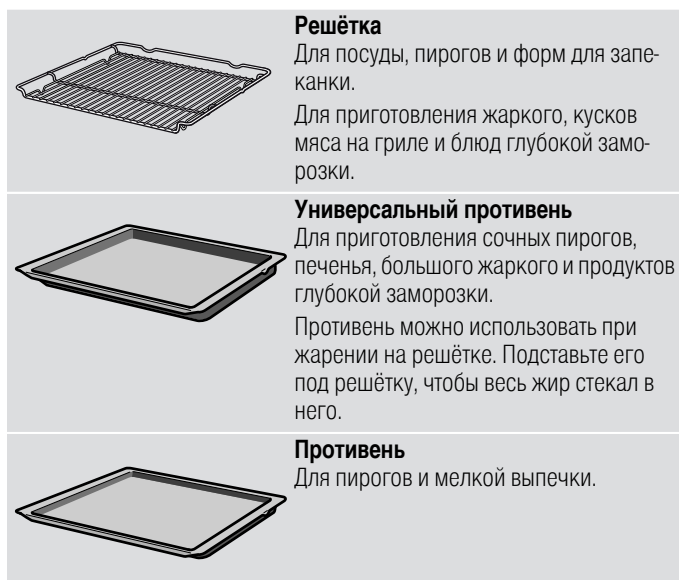 Решётка
Для посуды, пирогов и форм для запе-
канки.
Для приготовления жаркого, кусков
мяса на гриле и блюд глубокой замо-
розки.
Универсальный противень
Для приготовления сочных пирогов,
печенья, большого жаркого и продуктов
глубокой заморозки.
Противень можно использовать при
жарении на решётке. Подставьте его
под решётку, чтобы весь жир стекал в
него.
Противень
Для пирогов и мелкой выпечки.